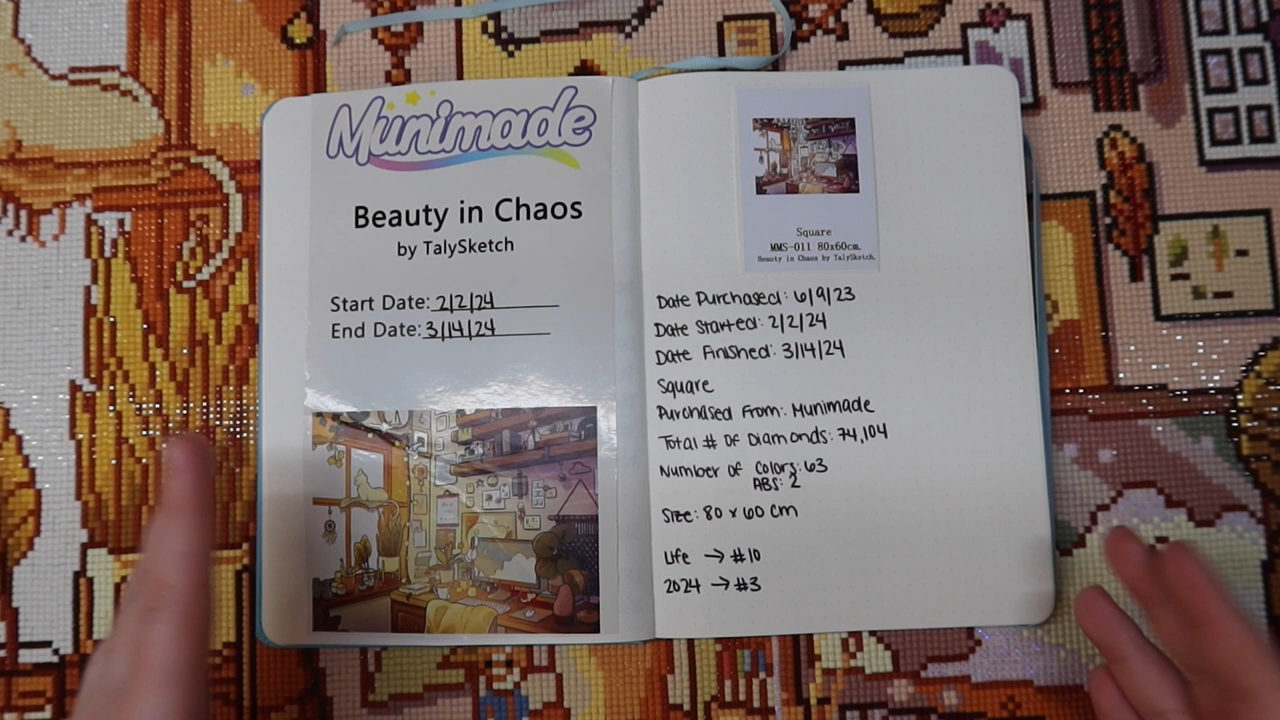 Munimade
Beauty in Chaos
by TalySketch
Start Date: 2/2/24
End Date: 3/14/24
Square
MMS-011 80x60cm.
Beauty in Chaos by TalySketch.
Date Purchased: 6/9/23
Date Started: 2/2/24
Date Finished: 3/14/24
Square
Purchased From: Munimade
Total # Of Diamonds: 74,104
Number of Colors: 63
ABS: 2
Size: 80 x 60 cm
Life → #10
2024 → #3